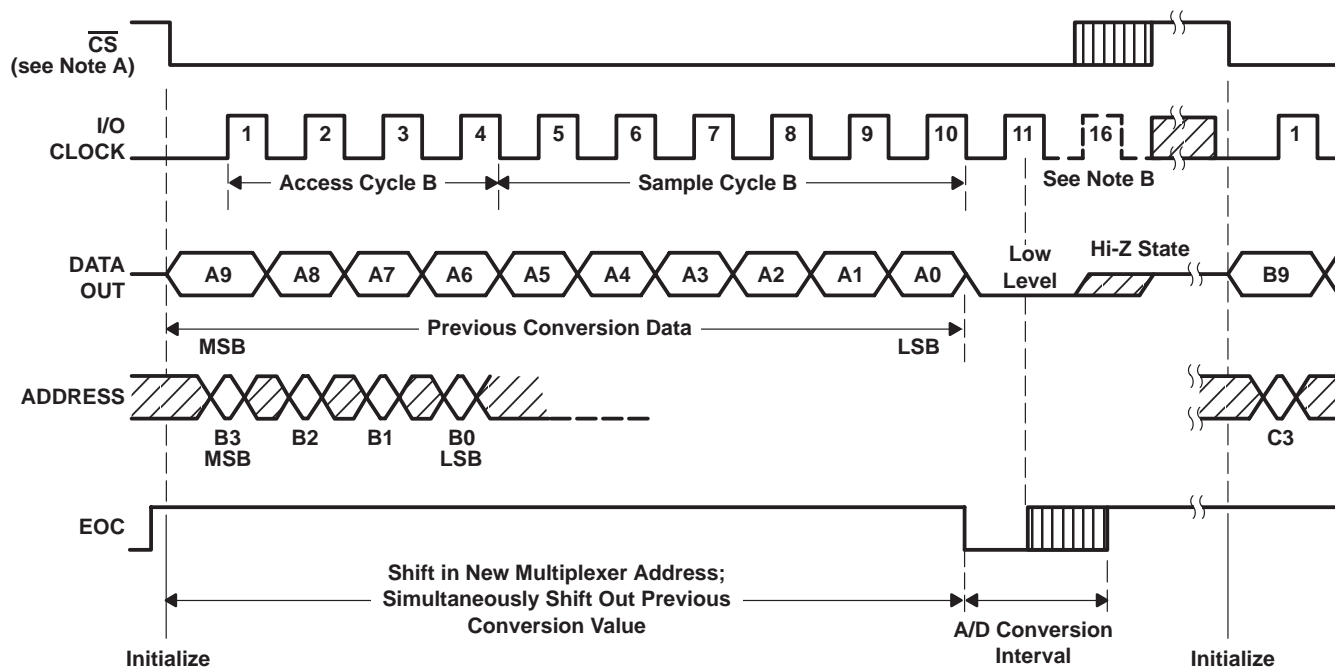 CS
(see Note A)
I/O
CLOCK
1 2 3 4 5 6 7 8 9 10 11 16 1
Access Cycle B
Sample Cycle B
See Note B
DATA
OUT
A9 A8 A7 A6 A5 A4 A3 A2 A1 A0
Low
Level
Hi-Z State
B9
Previous Conversion Data
MSB
LSB
ADDRESS
B3
MSB
B2
B1
B0
LSB
C3
EOC
Shift in New Multiplexer Address;
Simultaneously Shift Out Previous
Conversion Value
A/D Conversion
Interval
Initialize
Initialize